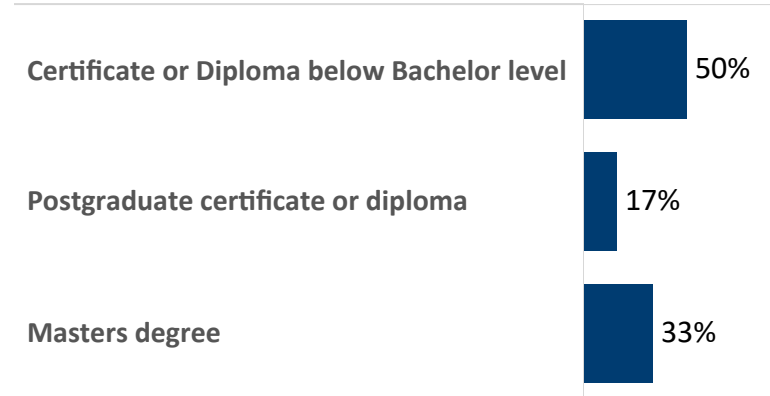 Certificate or Diploma below Bachelor level 50%
Postgraduate certificate or diploma 17%
Masters degree 33%